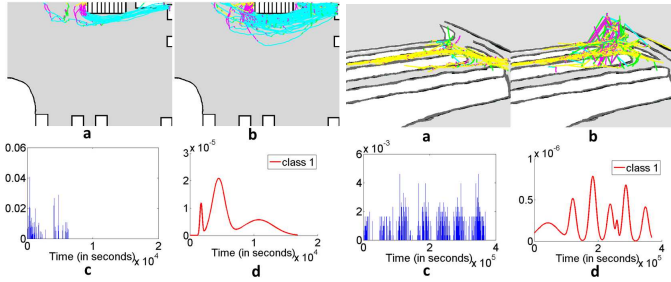 a b a b
0.06
0.04
0.02
0
0 1 2
Time (in seconds) x 10^4
c
3 x 10^-5
2
1
0
0 1 2
Time (in seconds) x 10^4
class 1
d
6 x 10^-3
4
2
0
0 2 4
Time (in seconds) x 10^5
c
1 x 10^-6
0.5
0
0 2 4
Time (in seconds) x 10^5
class 1
d